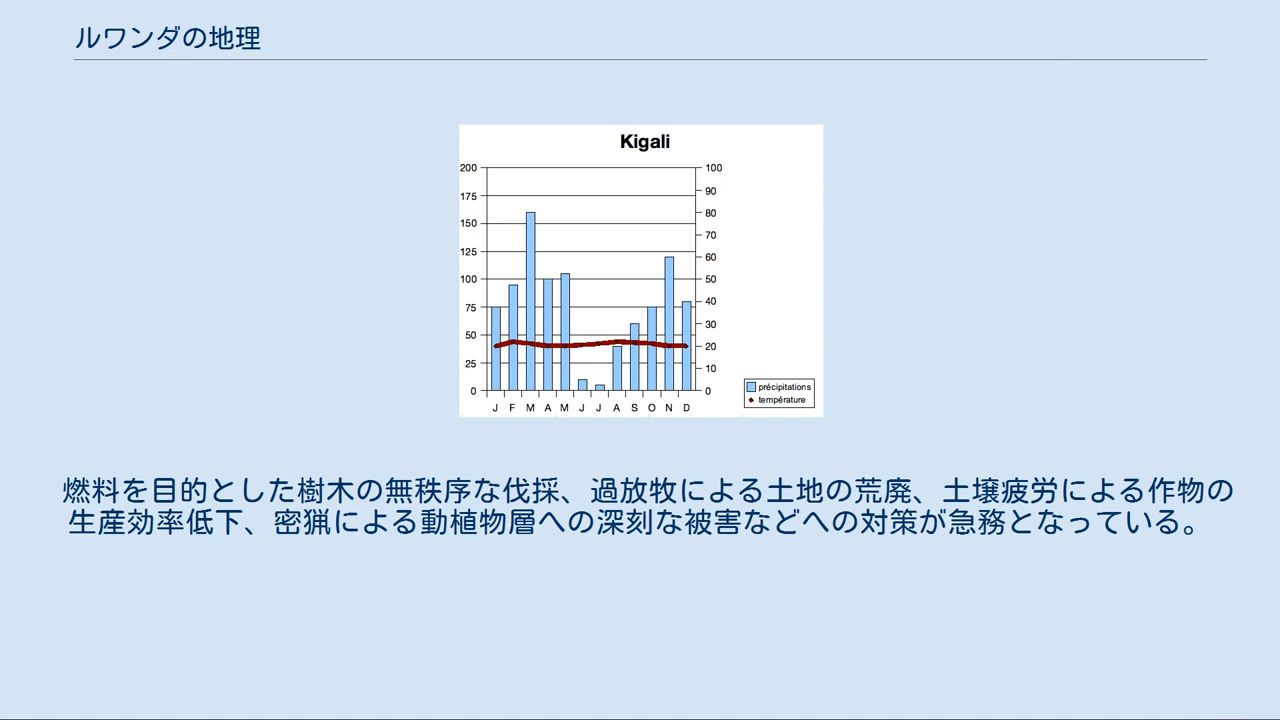 ルワンダの地理
Kigali
200
175
150
125
100
75
50
25
0
100
90
80
70
60
50
40
30
20
10
0
J F M A M J J A S O N D
précipitations
température
燃料を目的とした樹木の無秩序な伐採、過放牧による土地の荒廃、土壌疲労による作物の
生産効率低下、密猟による動植物層への深刻な被害などへの対策が急務となっている。